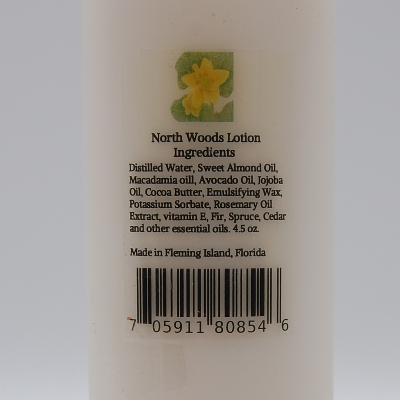 North Woods Lotion
Ingredients
Distilled Water, Sweet Almond Oil,
Macadamia oill, Avocado Oil, Jojoba
Oil, Cocoa Butter, Emulsifying Wax,
Potassium Sorbate, Rosemary Oil
Extract, vitamin E, Fir, Spruce, Cedar
and other essential oils. 4.5 oz.
Made in Fleming Island, Florida
7 05911 80854 6